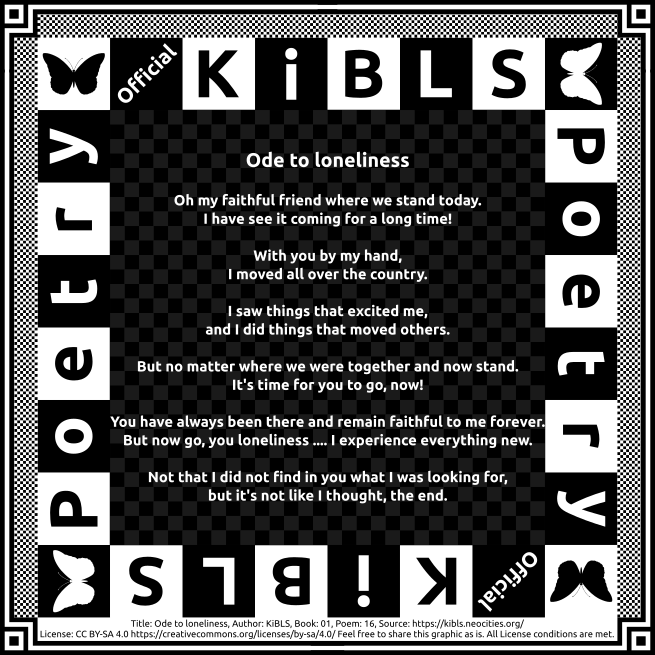 Official KiBLS
Poetry
Poetry
Ode to loneliness
Oh my faithful friend where we stand today.
I have see it coming for a long time!
With you by my hand,
I moved all over the country.
I saw things that excited me,
and I did things that moved others.
But no matter where we were together and now stand.
It's time for you to go, now!
You have always been there and remain faithful to me forever.
But now go, you loneliness .... I experience everything new.
Not that I did not find in you what I was looking for,
but it's not like I thought, the end.
Official KiBLS
Title: Ode to loneliness, Author: KiBLS, Book: 01, Poem: 16, Source: https://kibls.neocities.org/
License: CC BY-SA 4.0 https://creativecommons.org/licenses/by-sa/4.0/ Feel free to share this graphic as is. All License conditions are met.